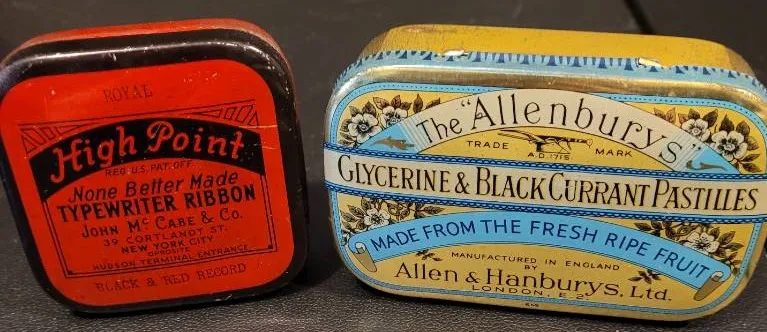 ROYAL
High Point
REG. U.S. PAT. OFF.
None Better Made
TYPEWRITER RIBBON
JOHN Mc CABE & CO.
39 CORTLANDT ST.
NEW YORK CITY
OPPOSITE
HUDSON TERMINAL ENTRANCE
BLACK & RED RECORD
The "Allenburys"
TRADE MARK
A.D. 1715.
GLYCERINE & BLACK CURRANT PASTILLES
MADE FROM THE FRESH RIPE FRUIT
MANUFACTURED IN ENGLAND
BY
Allen & Hanburys, Ltd.
LONDON, E 2